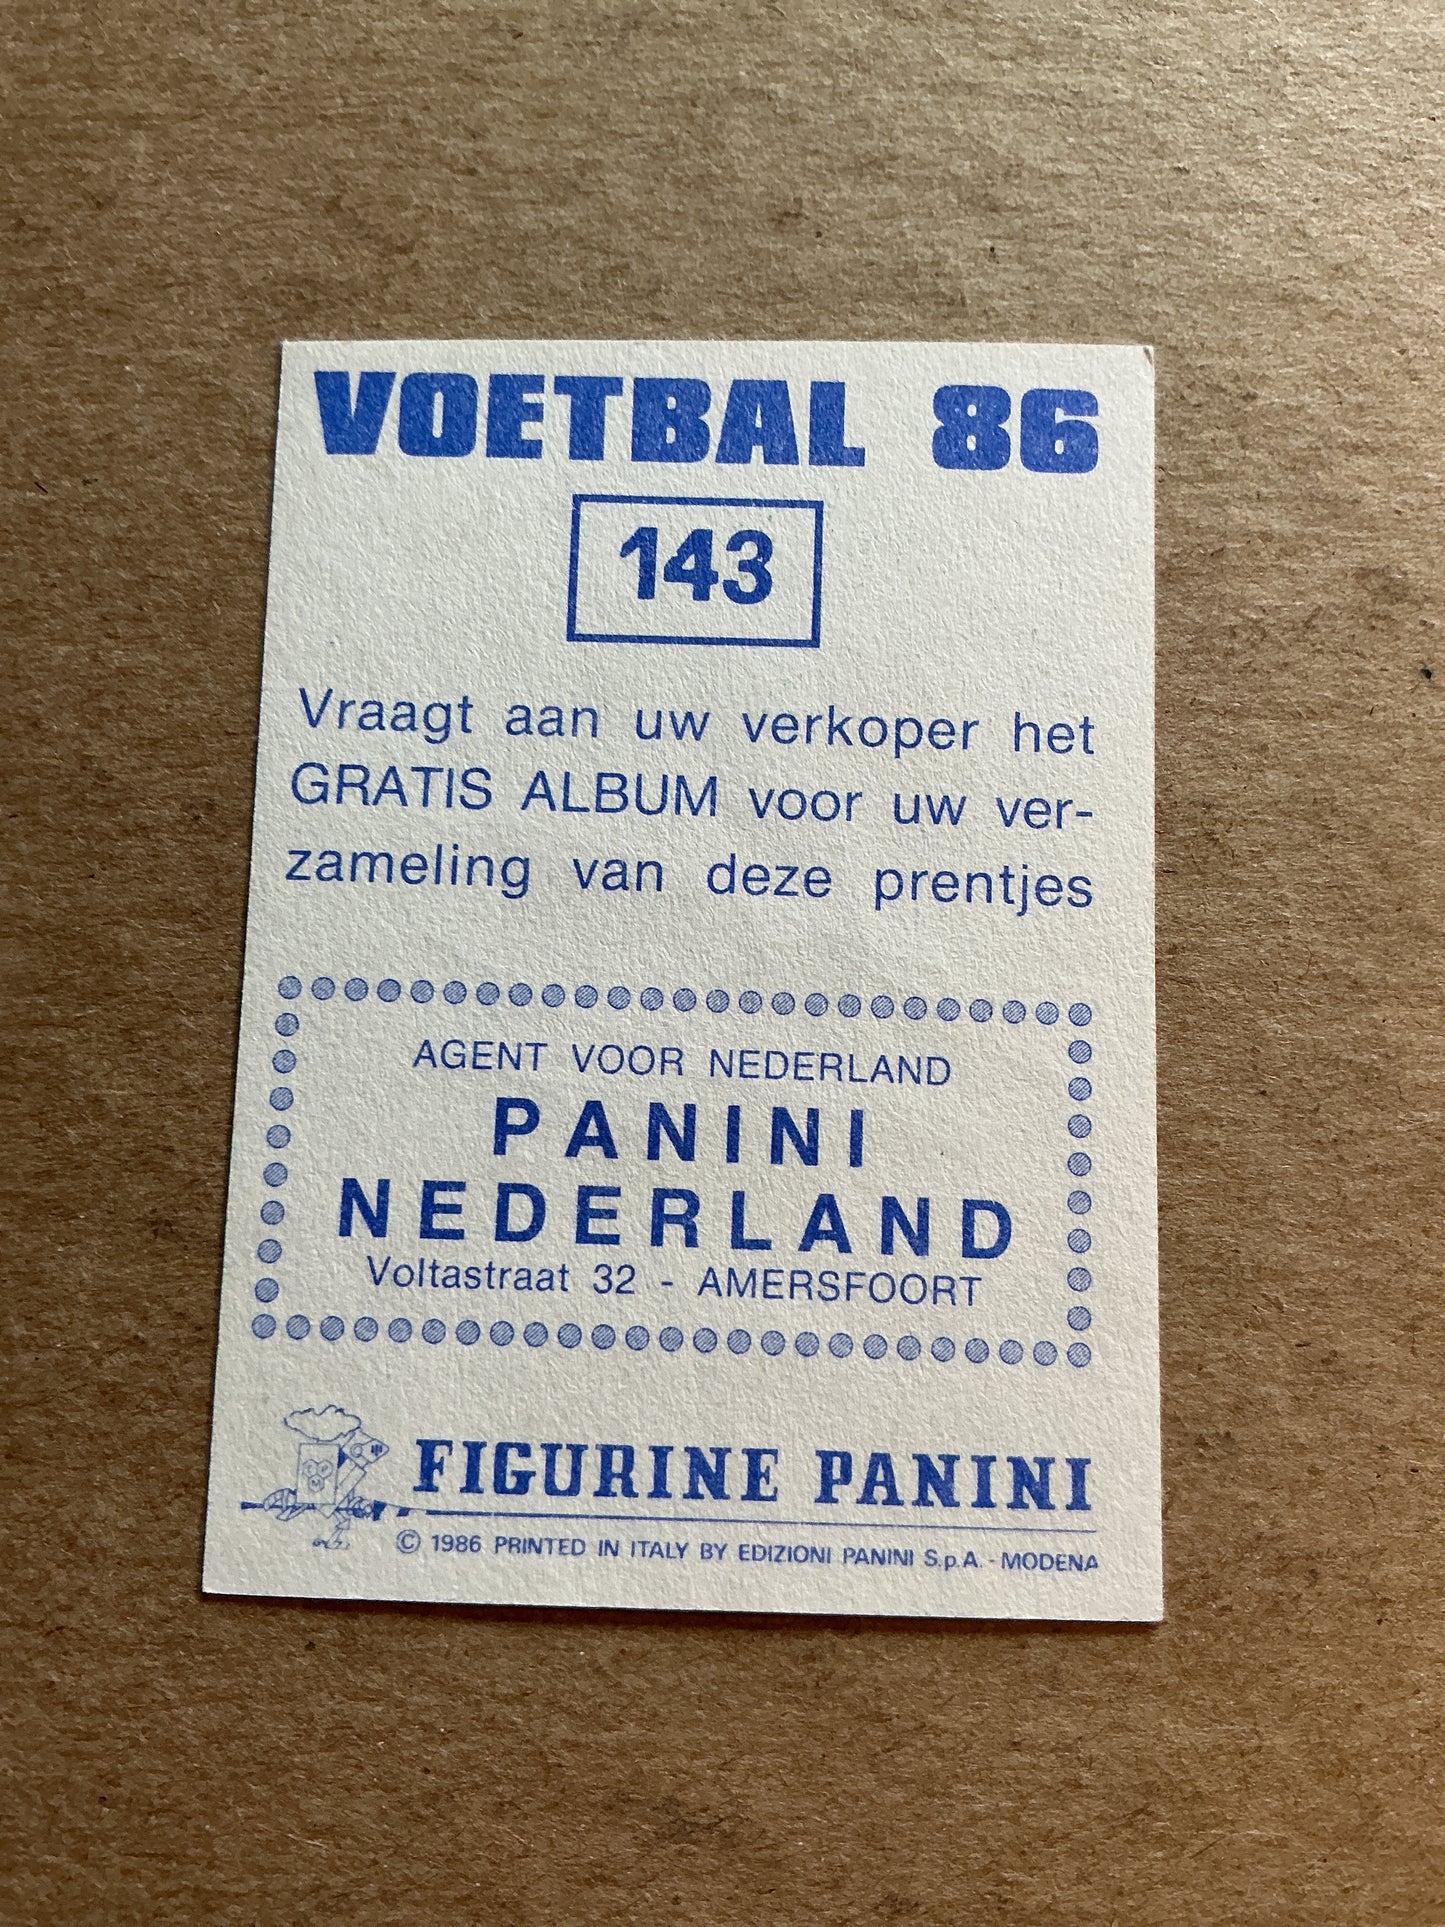 VOETBAL 86
143
Vraagt aan uw verkoper het
GRATIS ALBUM voor uw ver-
zameling van deze prentjes
AGENT VOOR NEDERLAND
PANINI
NEDERLAND
Voltastraat 32 - AMERSFOORT
FIGURINE PANINI
© 1986 PRINTED IN ITALY BY EDIZIONI PANINI S.p.A. - MODENA